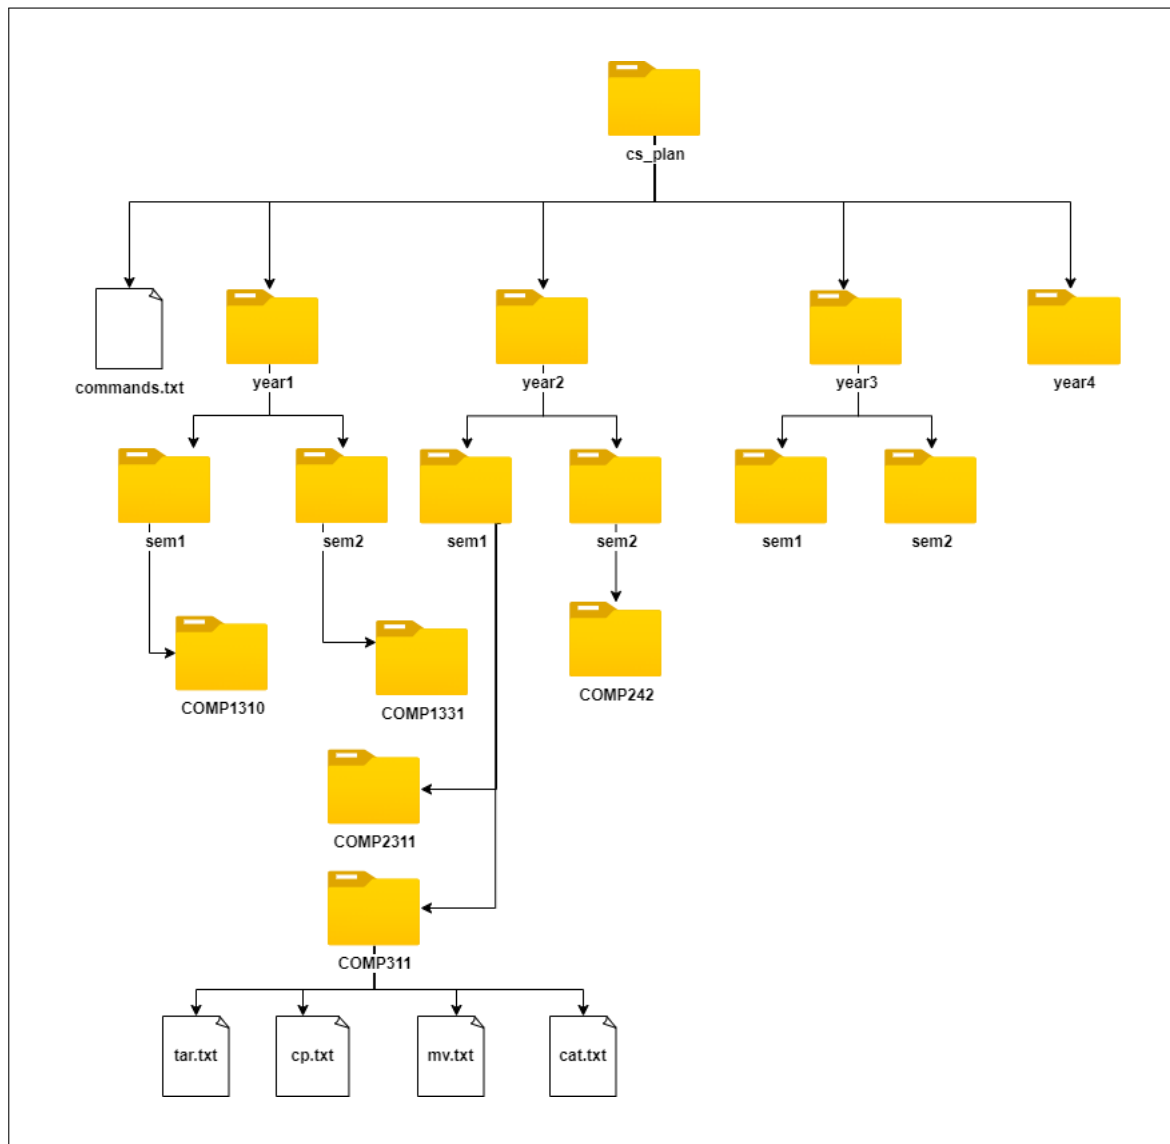 cs_plan
commands.txt
year1
year2
year3
year4
sem1
sem2
sem1
sem2
sem1
sem2
COMP1310
COMP1331
COMP242
COMP2311
COMP311
tar.txt
cp.txt
mv.txt
cat.txt